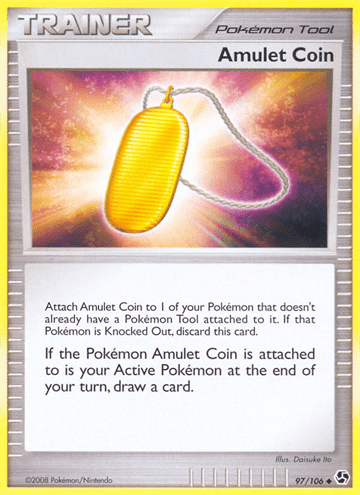 TRAINER
Pokémon Tool
Amulet Coin
Attach Amulet Coin to 1 of your Pokémon that doesn't
already have a Pokémon Tool attached to it. If that
Pokémon is Knocked Out, discard this card.
If the Pokémon Amulet Coin is attached
to is your Active Pokémon at the end of
your turn, draw a card.
Illus. Daisuke Ito
©2008 Pokémon/Nintendo
97/106